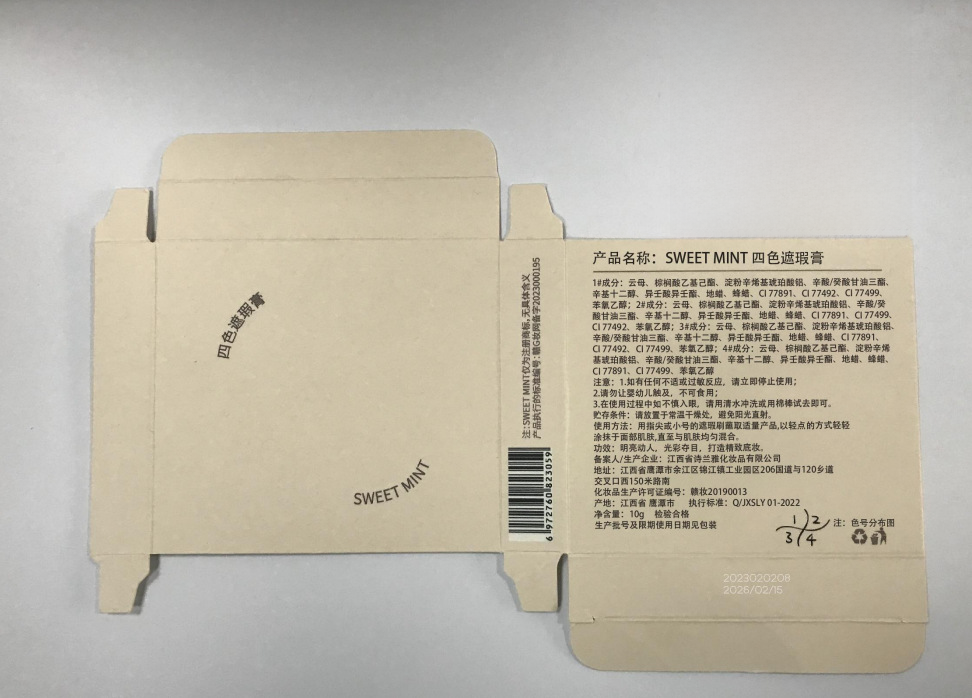 四色遮瑕膏
SWEET MINT
注:SWEET MINT仅为注册商标,无具体含义
产品执行的标准编号:赣G妆网备字2023000195
6 972760 823059
产品名称：SWEET MINT 四色遮瑕膏
1#成分：云母、棕榈酸乙基己酯、淀粉辛烯基琥珀酸铝、辛酸/癸酸甘油三酯、
辛基十二醇、异壬酸异壬酯、地蜡、蜂蜡、CI 77891、CI 77492、CI 77499、
苯氧乙醇；2#成分：云母、棕榈酸乙基己酯、淀粉辛烯基琥珀酸铝、辛酸/癸
酸甘油三酯、辛基十二醇、异壬酸异壬酯、地蜡、蜂蜡、CI 77891、CI 77499、
CI 77492、苯氧乙醇；3#成分：云母、棕榈酸乙基己酯、淀粉辛烯基琥珀酸铝、
辛酸/癸酸甘油三酯、辛基十二醇、异壬酸异壬酯、地蜡、蜂蜡、CI 77891、
CI 77492、CI 77499、苯氧乙醇；4#成分：云母、棕榈酸乙基己酯、淀粉辛烯
基琥珀酸铝、辛酸/癸酸甘油三酯、辛基十二醇、异壬酸异壬酯、地蜡、蜂蜡、
CI 77891、CI 77499、苯氧乙醇
注意：1.如有任何不适或过敏反应，请立即停止使用；
2.请勿让婴幼儿触及，不可食用；
3.在使用过程中如不慎入眼，请用清水冲洗或用棉棒试去即可。
贮存条件：请放置于常温干燥处，避免阳光直射。
使用方法：用指尖或小号的遮瑕刷蘸取适量产品,以轻点的方式轻轻
涂抹于面部肌肤,直至与肌肤均匀混合。
功效：明亮动人，光彩夺目，打造精致底妆。
备案人/生产企业：江西省诗兰雅化妆品有限公司
地址：江西省鹰潭市余江区锦江镇工业园区206国道与120乡道
交叉口西150米路南
化妆品生产许可证编号：赣妆20190013
产地：江西省 鹰潭市 执行标准：Q/JXSLY 01-2022
净含量：10g 检验合格
生产批号及限期使用日期见包装
1 2
3 4
注：色号分布图
2023020208
2026/02/15